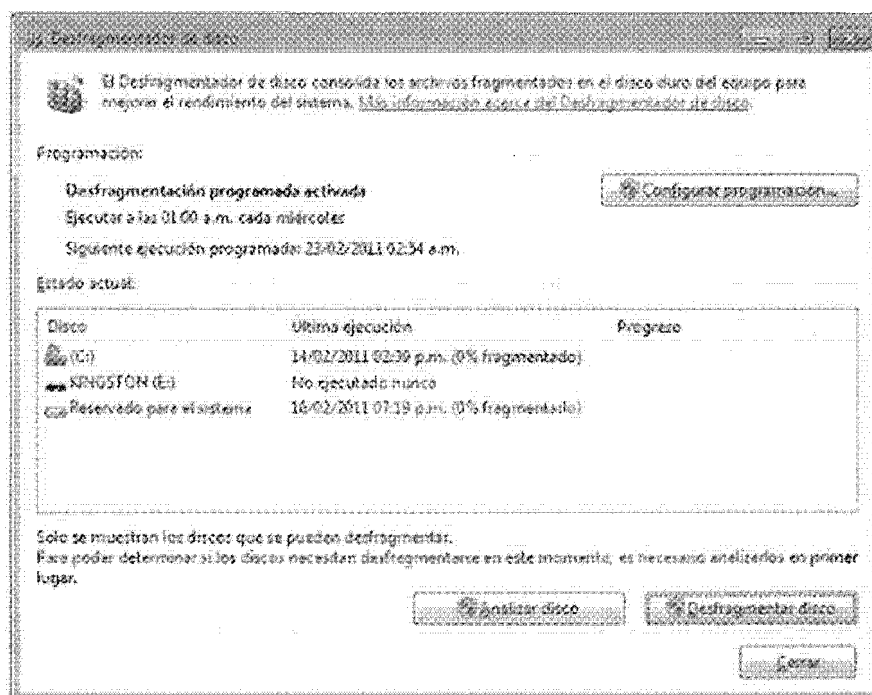 Desfragmentador de disco
El Desfragmentador de disco consolida los archivos fragmentados en el disco duro del equipo para
mejorar el rendimiento del sistema. Más información acerca del Desfragmentador de disco.
Programación:
Desfragmentación programada activada
Configurar programación...
Ejecutar a las 01:00 a.m. cada miércoles
Siguiente ejecución programada: 23/02/2011 02:54 a.m.
Estado actual:
Disco Última ejecución Progreso
(C:) 14/02/2011 02:39 p.m. (0% fragmentado)
KINGSTON (E:) No ejecutado nunca
Reservado para el sistema 16/02/2011 07:19 p.m. (0% fragmentado)
Solo se muestran los discos que se pueden desfragmentar.
Para poder determinar si los discos necesitan desfragmentarse en este momento, es necesario analizarlos en primer
lugar.
Analizar disco Desfragmentar disco
Cerrar